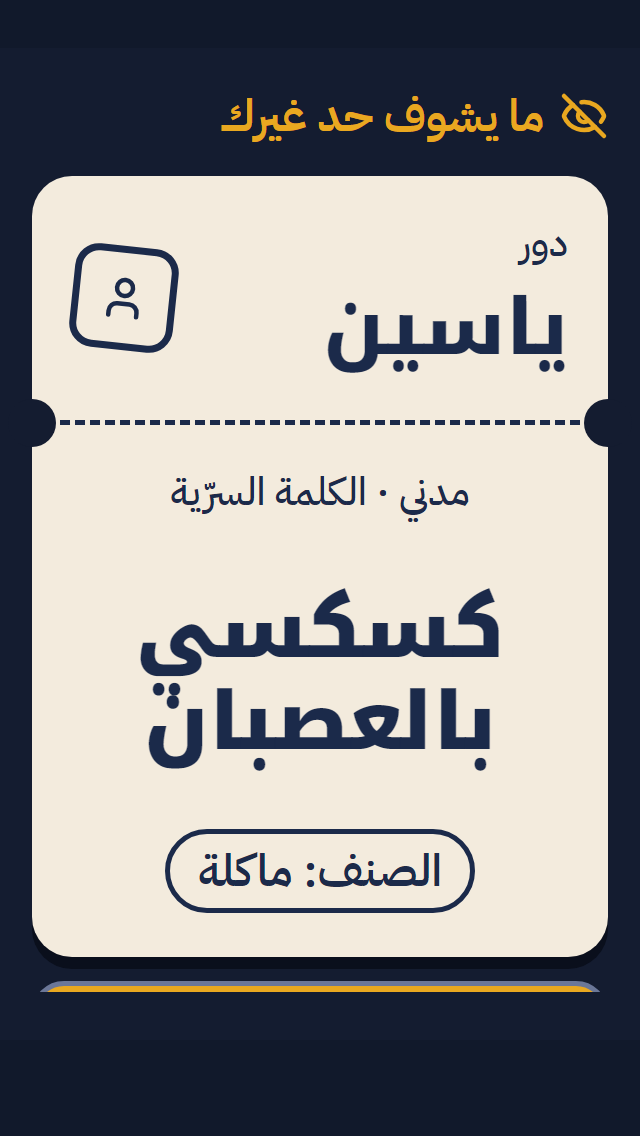 ما يشوف حد غيرك
دور
ياسين
مدني · الكلمة السرّية
كسكسي
بالعصبان
الصنف: ماكلة